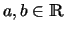 a, b ∈ ℝ